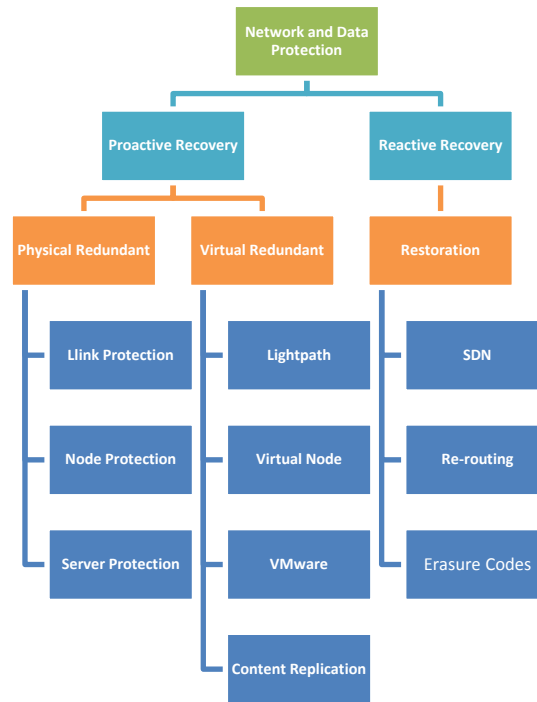 Network and Data
Protection
Proactive Recovery
Reactive Recovery
Physical Redundant
Virtual Redundant
Restoration
Llink Protection
Lightpath
SDN
Node Protection
Virtual Node
Re-routing
Server Protection
VMware
Erasure Codes
Content Replication